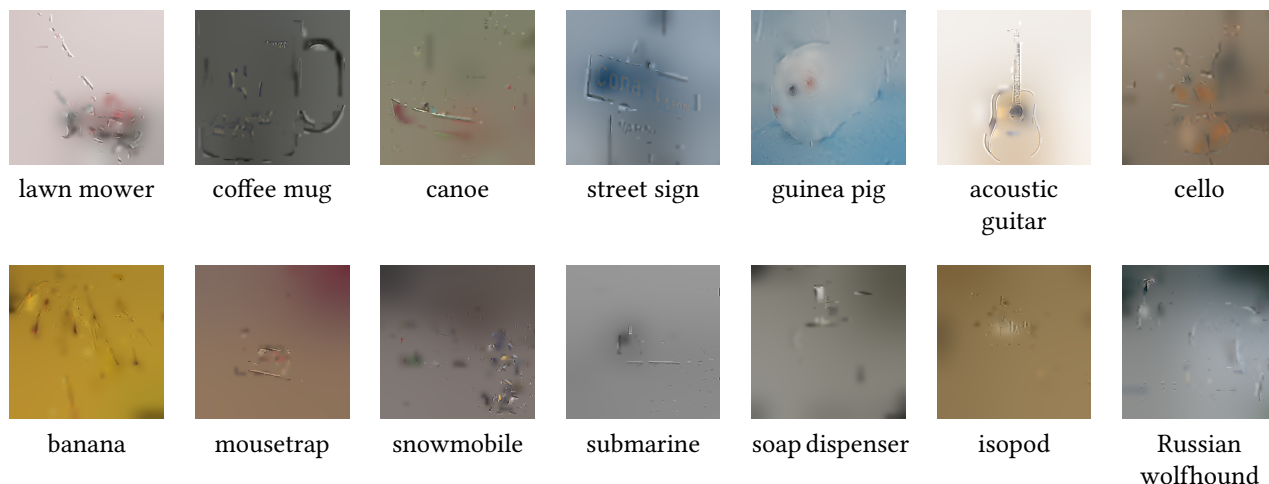 lawn mower
coffee mug
canoe
street sign
guinea pig
acoustic
guitar
cello
banana
mousetrap
snowmobile
submarine
soap dispenser
isopod
Russian
wolfhound